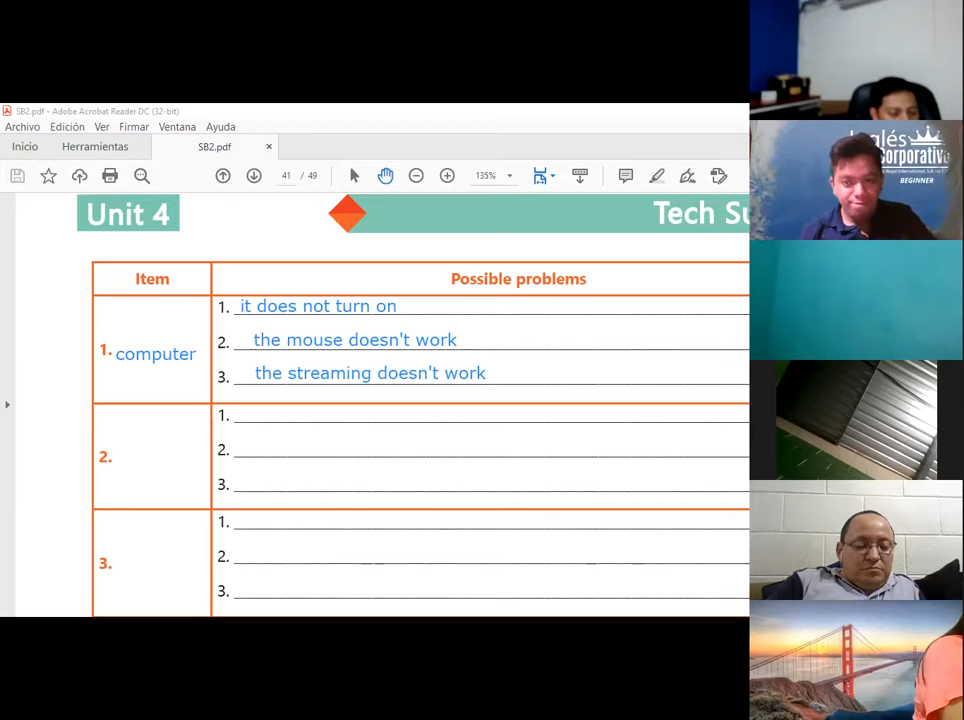 SB2.pdf - Adobe Acrobat Reader DC (32-bit)
Archivo Edición Ver Firmar Ventana Ayuda
Inicio Herramientas SB2.pdf ×
41 / 49 135%
Unit 4 Tech Su
Item Possible problems
1. computer
1. it does not turn on
2. the mouse doesn't work
3. the streaming doesn't work
2.
1.
2.
3.
3.
1.
2.
3.
Inglés
Corporativo
BEGINNER